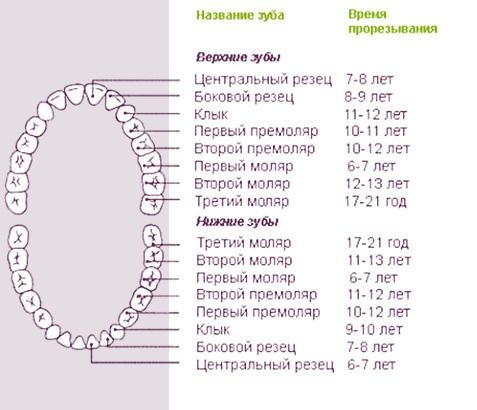 Название зуба Время
прорезывания
Верхние зубы
Центральный резец 7-8 лет
Боковой резец 8-9 лет
Клык 11-12 лет
Первый премоляр 10-11 лет
Второй премоляр 10-12 лет
Первый моляр 6-7 лет
Второй моляр 12-13 лет
Третий моляр 17-21 год
Нижние зубы
Третий моляр 17-21 год
Второй моляр 11-13 лет
Первый моляр 6-7 лет
Второй премоляр 11-12 лет
Первый премоляр 10-12 лет
Клык 9-10 лет
Боковой резец 7-8 лет
Центральный резец 6-7 лет